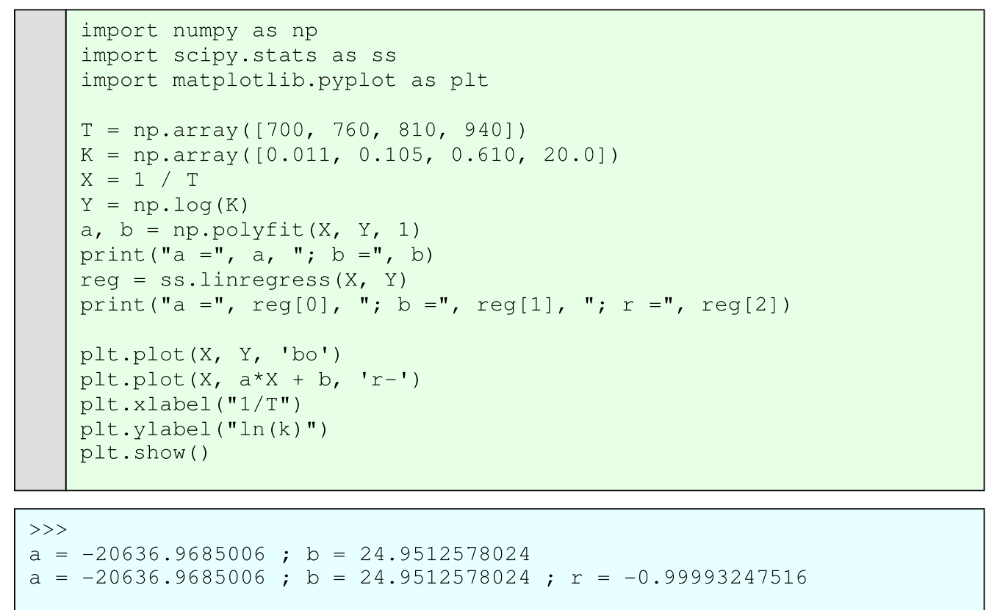 import numpy as np
import scipy.stats as ss
import matplotlib.pyplot as plt
T = np.array([700, 760, 810, 940])
K = np.array([0.011, 0.105, 0.610, 20.0])
X = 1 / T
Y = np.log(K)
a, b = np.polyfit(X, Y, 1)
print("a =", a, "; b =", b)
reg = ss.linregress(X, Y)
print("a =", reg[0], "; b =", reg[1], "; r =", reg[2])
plt.plot(X, Y, 'bo')
plt.plot(X, a*X + b, 'r-')
plt.xlabel("1/T")
plt.ylabel("ln(k)")
plt.show()
>>>
a = -20636.9685006 ; b = 24.9512578024
a = -20636.9685006 ; b = 24.9512578024 ; r = -0.99993247516